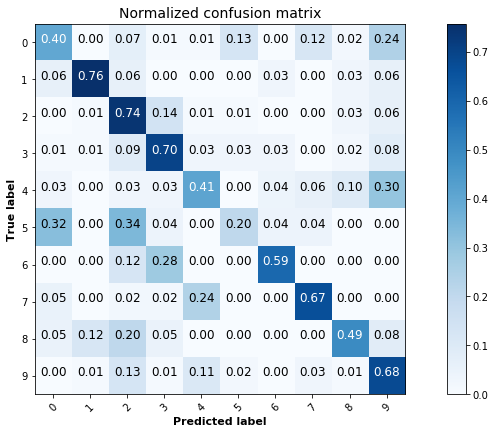 Normalized confusion matrix
0 0.40 0.00 0.07 0.01 0.01 0.13 0.00 0.12 0.02 0.24
1 0.06 0.76 0.06 0.00 0.00 0.00 0.03 0.00 0.03 0.06
2 0.00 0.01 0.74 0.14 0.01 0.01 0.00 0.00 0.03 0.06
3 0.01 0.01 0.09 0.70 0.03 0.03 0.03 0.00 0.02 0.08
4 0.03 0.00 0.03 0.03 0.41 0.00 0.04 0.06 0.10 0.30
5 0.32 0.00 0.34 0.04 0.00 0.20 0.04 0.04 0.00 0.00
6 0.00 0.00 0.12 0.28 0.00 0.00 0.59 0.00 0.00 0.00
7 0.05 0.00 0.02 0.02 0.24 0.00 0.00 0.67 0.00 0.00
8 0.05 0.12 0.20 0.05 0.00 0.00 0.00 0.00 0.49 0.08
9 0.00 0.01 0.13 0.01 0.11 0.02 0.00 0.03 0.01 0.68
0 1 2 3 4 5 6 7 8 9
True label
Predicted label
0.7
0.6
0.5
0.4
0.3
0.2
0.1
0.0